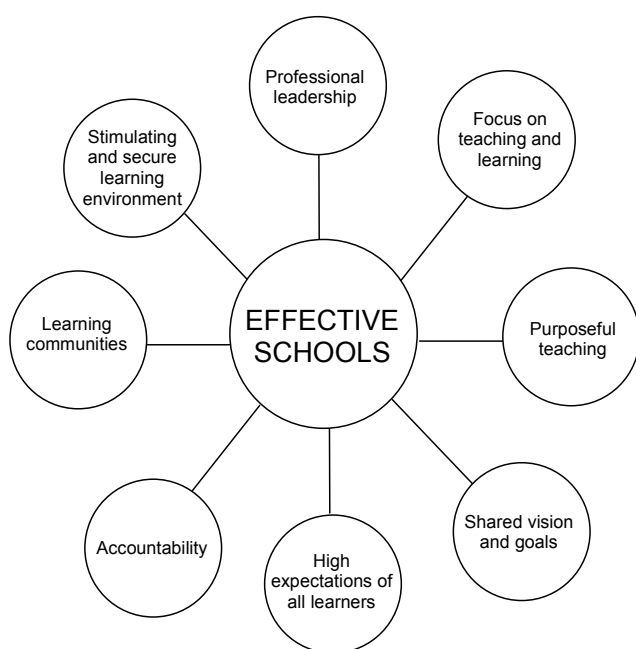 Professional
leadership
Focus on
teaching and
learning
Stimulating
and secure
learning
environment
EFFECTIVE
SCHOOLS
Learning
communities
Purposeful
teaching
Shared vision
and goals
Accountability
High
expectations of
all learners